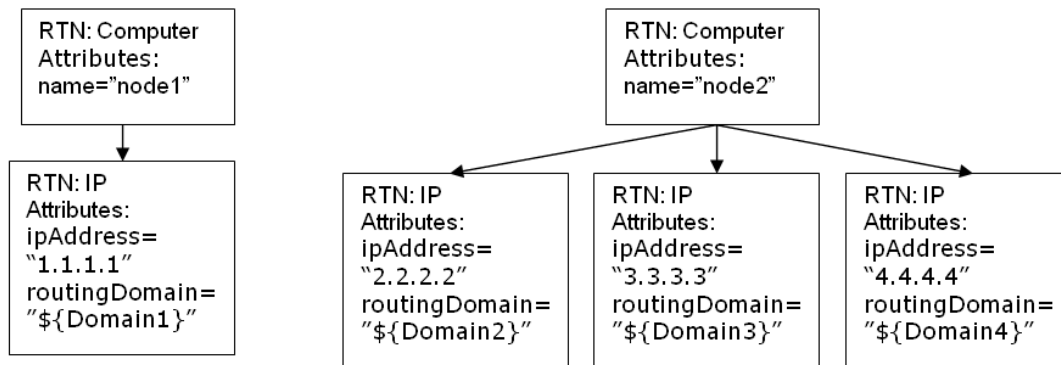 RTN: Computer
Attributes:
name=”node1”
RTN: Computer
Attributes:
name=”node2”
RTN: IP
Attributes:
ipAddress=
“1.1.1.1”
routingDomain=
”${Domain1}”
RTN: IP
Attributes:
ipAddress=
“2.2.2.2”
routingDomain=
”${Domain2}”
RTN: IP
Attributes:
ipAddress=
“3.3.3.3”
routingDomain=
”${Domain3}”
RTN: IP
Attributes:
ipAddress=
“4.4.4.4”
routingDomain=
”${Domain4}”